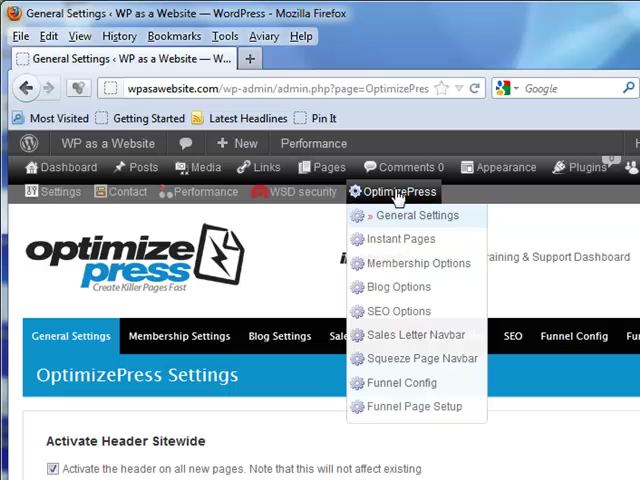 General Settings ‹ WP as a Website — WordPress - Mozilla Firefox
File Edit View History Bookmarks Tools Aviary Help
General Settings ‹ WP as a Website — W... +
wpasawebsite.com/wp-admin/admin.php?page=OptimizePres Google
Most Visited Getting Started Latest Headlines Pin It
WP as a Website + New Performance
Dashboard Posts Media Links Pages Comments 0 Appearance Plugins 0
Settings Contact Performance WSD security OptimizePress
» General Settings
Instant Pages
Membership Options
Blog Options
SEO Options
Sales Letter Navbar
Squeeze Page Navbar
Funnel Config
Funnel Page Setup
optimize
press
Create Killer Pages Fast
ining & Support Dashboard
General Settings Membership Settings Blog Settings SEO Funnel Config Funnel Pag
OptimizePress Settings
Activate Header Sitewide
Activate the header on all new pages. Note that this will not affect existing